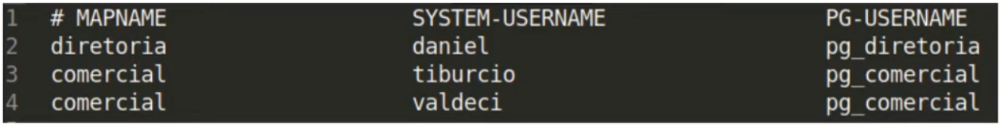 1 # MAPNAME SYSTEM-USERNAME PG-USERNAME
2 diretoria daniel pg_diretoria
3 comercial tiburcio pg_comercial
4 comercial valdeci pg_comercial